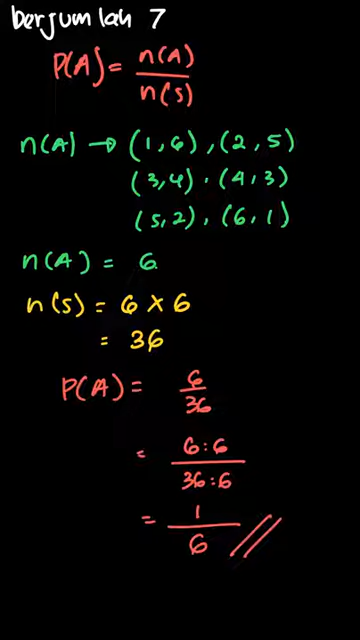 berjumlah 7
P(A) = n(A)/n(S)
n(A) → (1,6), (2,5)
(3,4), (4,3)
(5,2), (6,1)
n(A) = 6
n(S) = 6 × 6
= 36
P(A) = 6/36
= 6:6/36:6
= 1/6 //